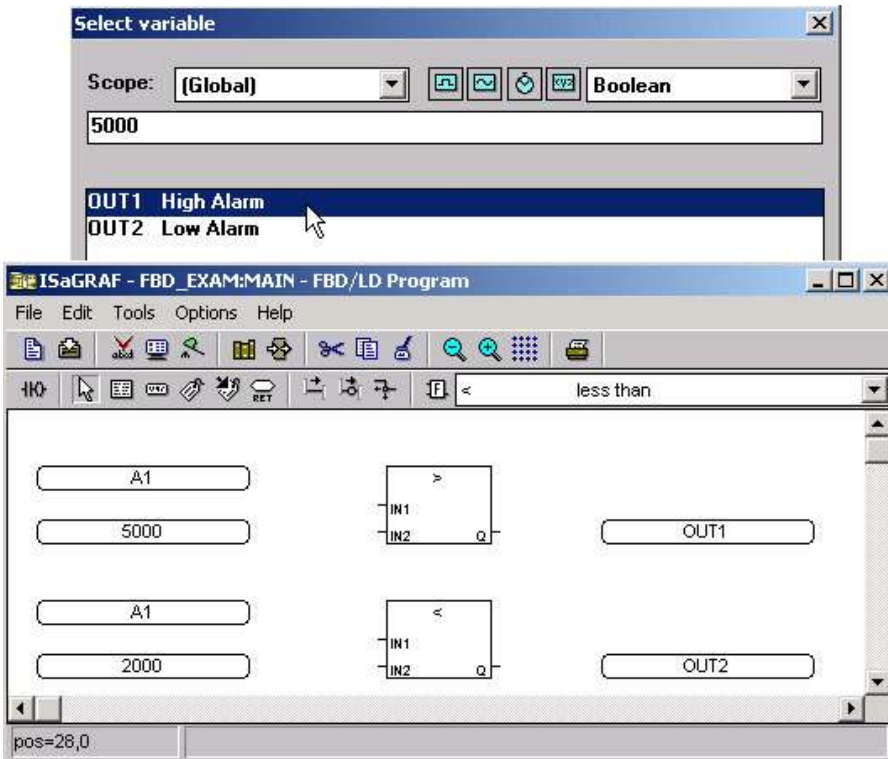 Select variable
Scope: (Global) xyz Boolean
5000
OUT1 High Alarm
OUT2 Low Alarm
ISaGRAF - FBD_EXAM:MAIN - FBD/LD Program
File Edit Tools Options Help
RET F < less than
A1 >
IN1
5000 IN2 Q OUT1
A1 <
IN1
2000 IN2 Q OUT2
pos=28,0